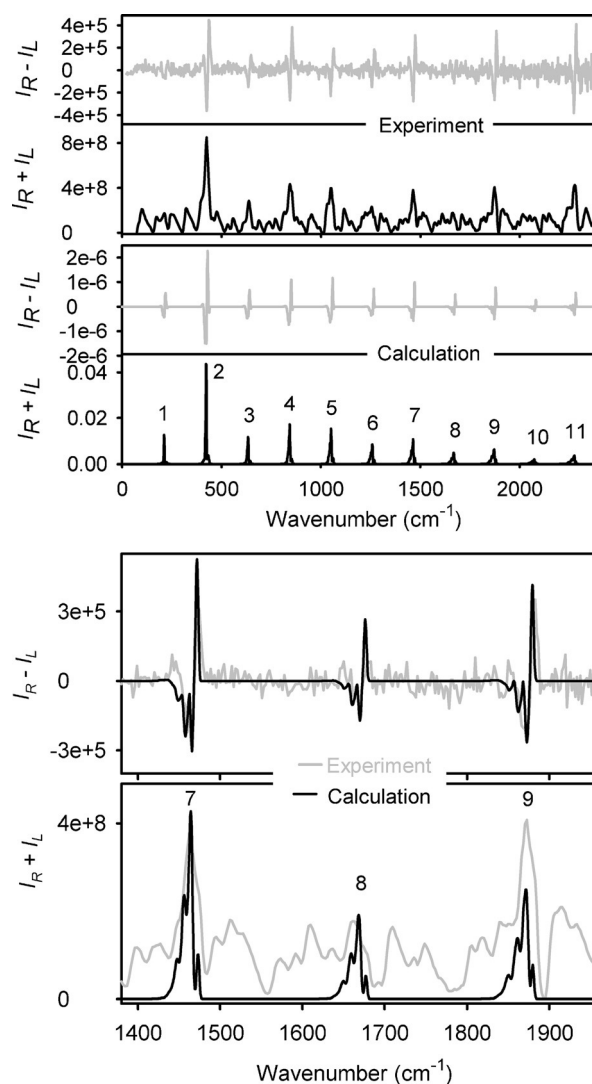 I_R - I_L
4e+5
2e+5
0
-2e+5
-4e+5
Experiment
I_R + I_L
8e+8
4e+8
0
I_R - I_L
2e-6
1e-6
0
-1e-6
-2e-6
Calculation
I_R + I_L
0.04
0.02
0.00
1 2 3 4 5 6 7 8 9 10 11
0 500 1000 1500 2000
Wavenumber (cm⁻¹)
I_R - I_L
3e+5
0
-3e+5
Experiment
Calculation
I_R + I_L
4e+8
0
7 8 9
1400 1500 1600 1700 1800 1900
Wavenumber (cm⁻¹)